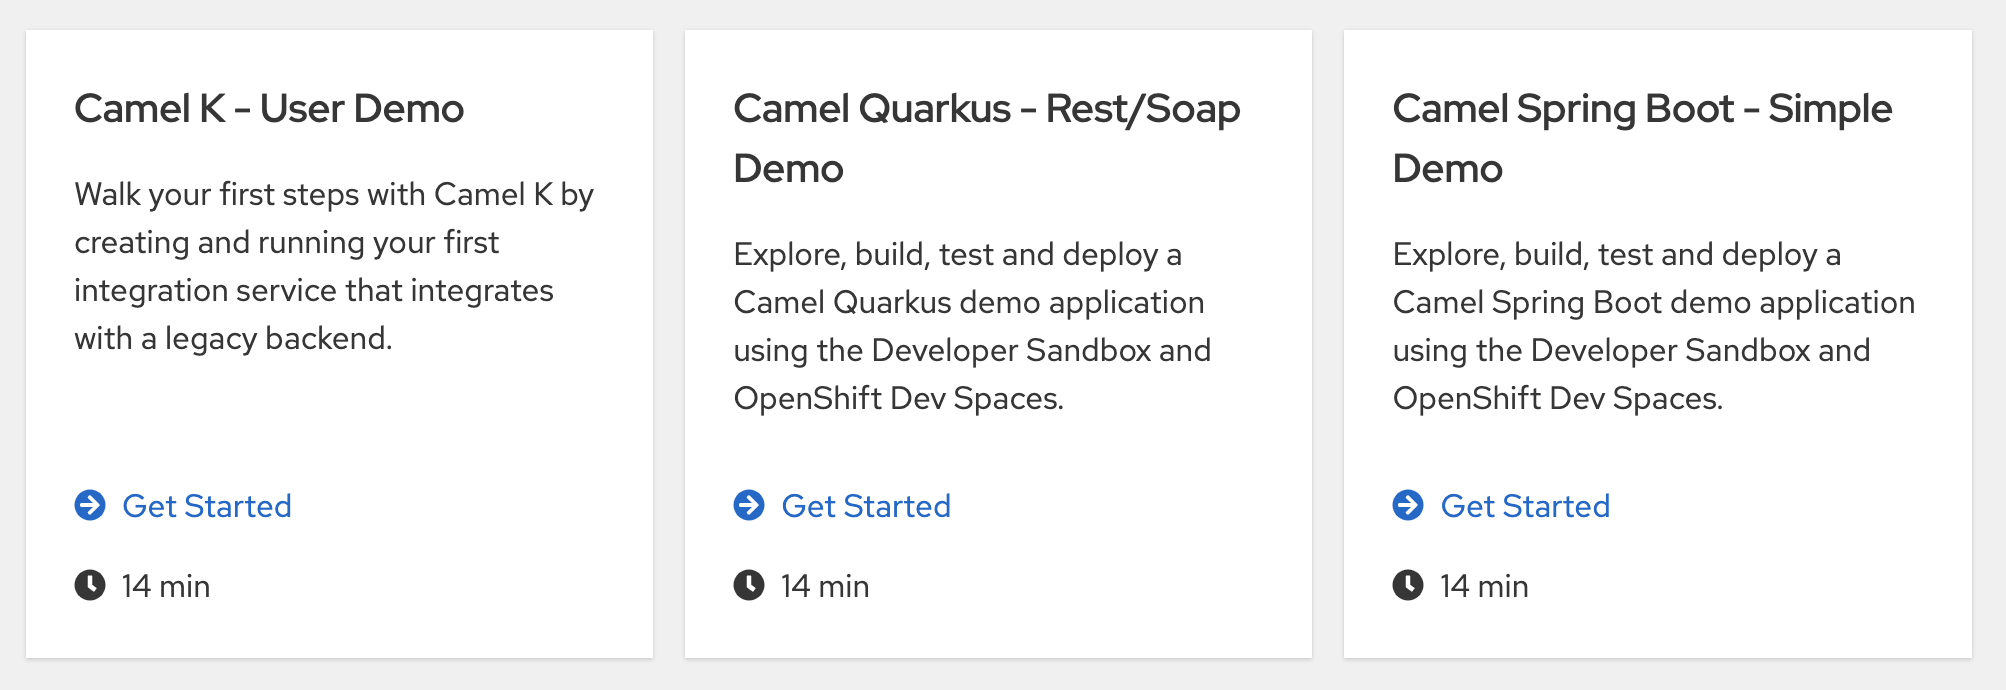 Camel K - User Demo
Walk your first steps with Camel K by
creating and running your first
integration service that integrates
with a legacy backend.
Get Started
14 min
Camel Quarkus - Rest/Soap
Demo
Explore, build, test and deploy a
Camel Quarkus demo application
using the Developer Sandbox and
OpenShift Dev Spaces.
Get Started
14 min
Camel Spring Boot - Simple
Demo
Explore, build, test and deploy a
Camel Spring Boot demo application
using the Developer Sandbox and
OpenShift Dev Spaces.
Get Started
14 min